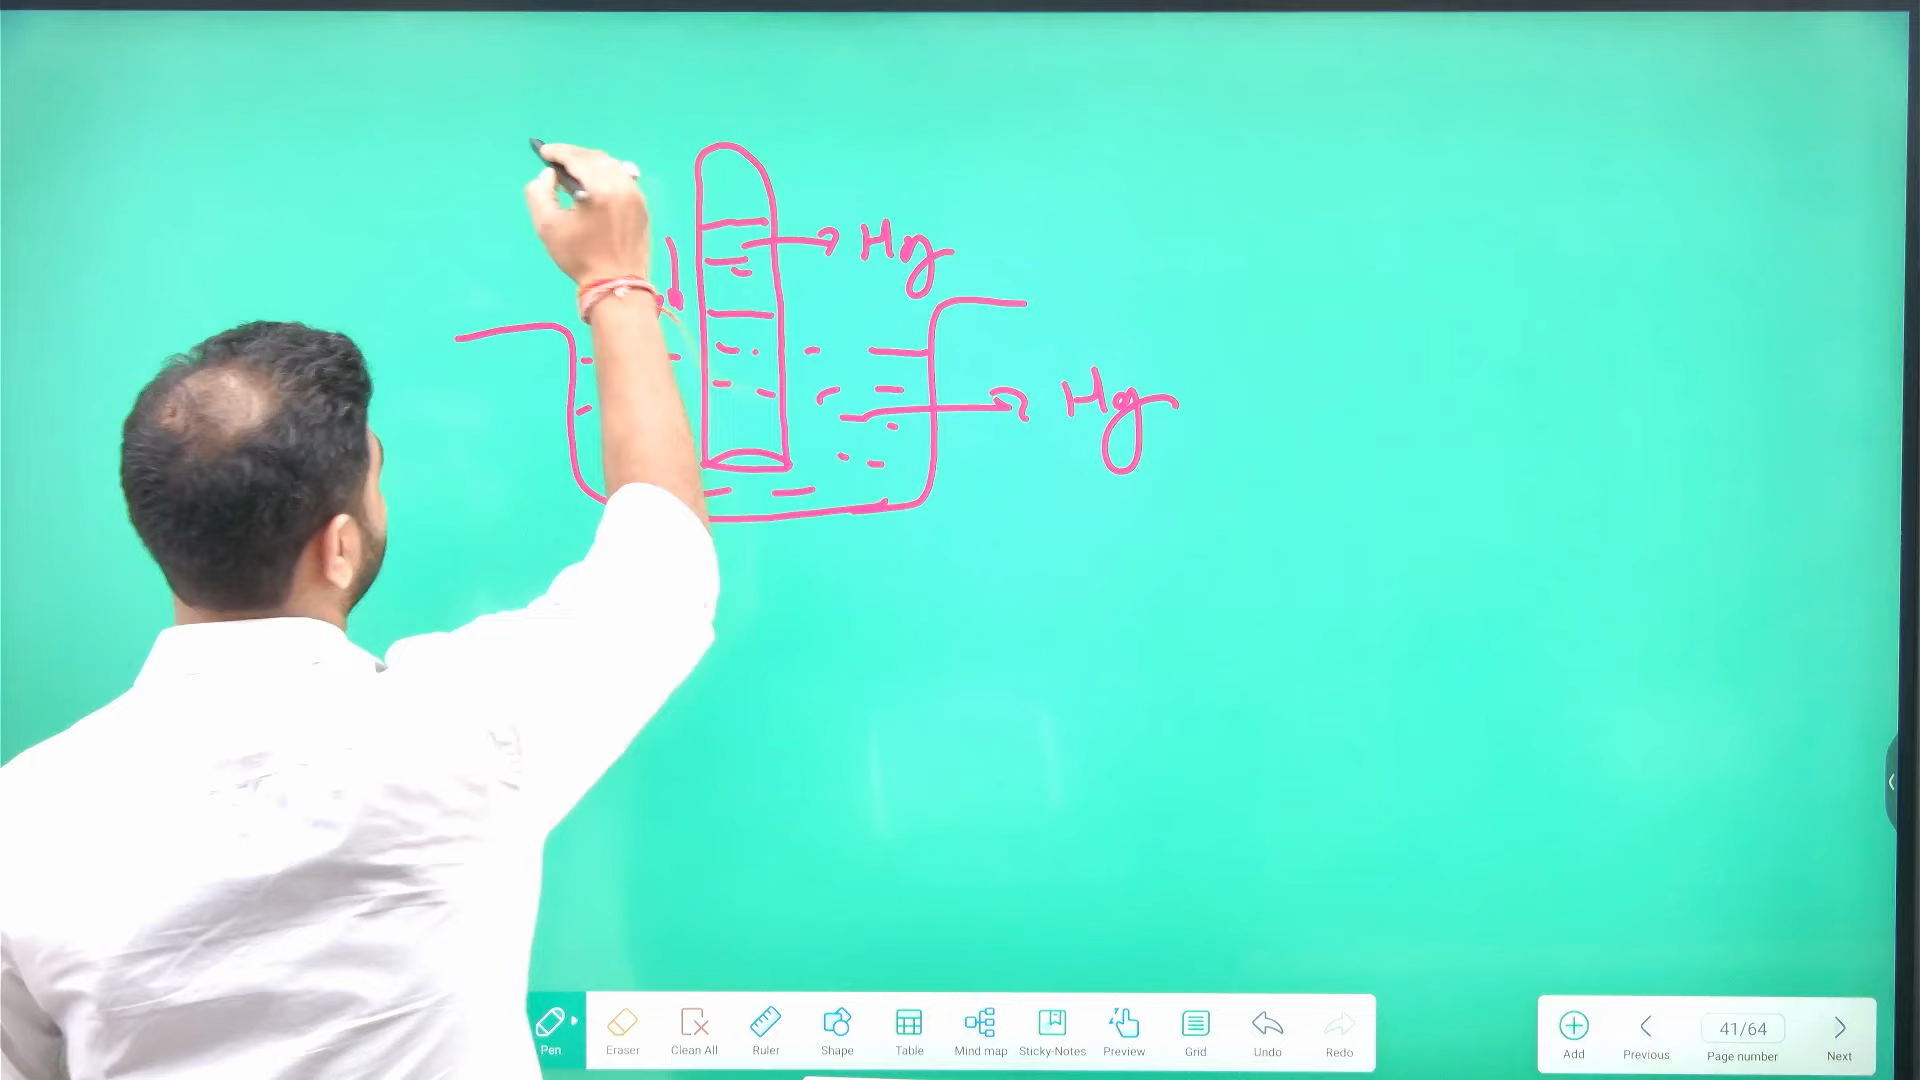 Hg
Hg
Pen
Eraser
Clean All
Ruler
Shape
Table
Mind map
Sticky-Notes
Preview
Grid
Undo
Redo
Add
Previous
41/64
Page number
Next